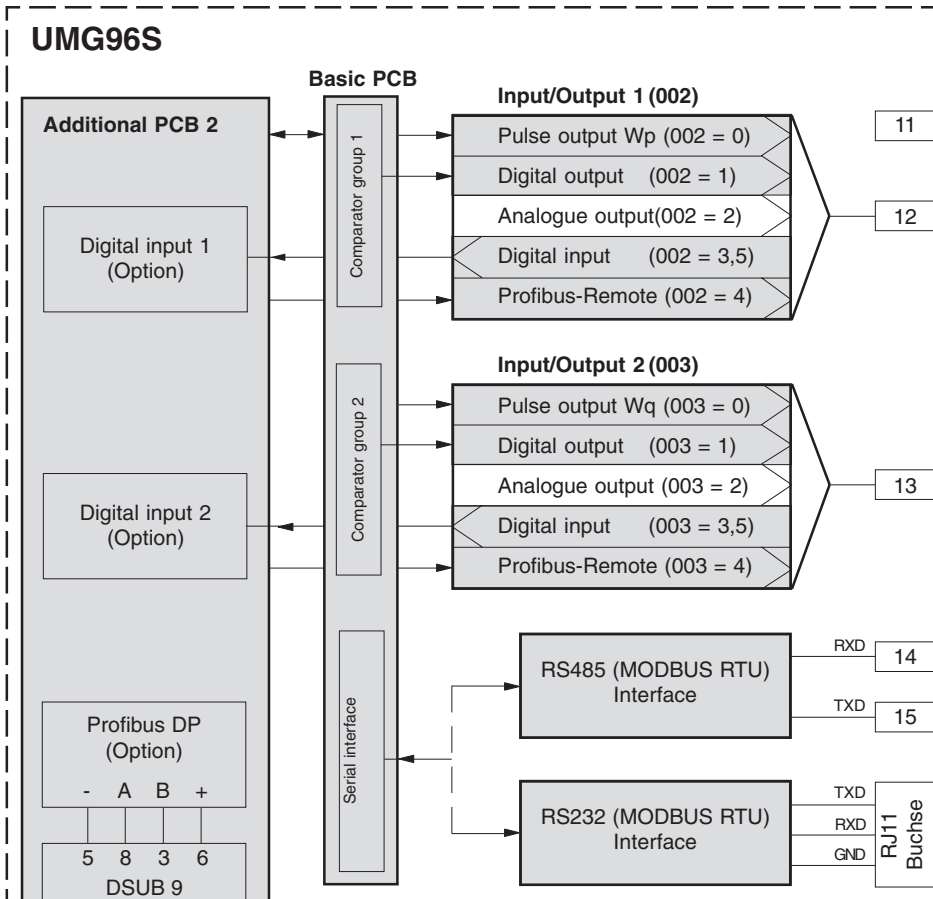 UMG96S
Basic PCB
Additional PCB 2
Digital input 1
(Option)
Digital input 2
(Option)
Profibus DP
(Option)
- A B +
5 8 3 6
DSUB 9
Comparator group 1
Comparator group 2
Serial interface
Input/Output 1 (002)
Pulse output Wp (002 = 0)
Digital output (002 = 1)
Analogue output(002 = 2)
Digital input (002 = 3,5)
Profibus-Remote (002 = 4)
Input/Output 2 (003)
Pulse output Wq (003 = 0)
Digital output (003 = 1)
Analogue output (003 = 2)
Digital input (003 = 3,5)
Profibus-Remote (003 = 4)
RS485 (MODBUS RTU)
Interface
RS232 (MODBUS RTU)
Interface
11
12
13
RXD 14
TXD 15
TXD
RXD
GND
RJ11
Buchse